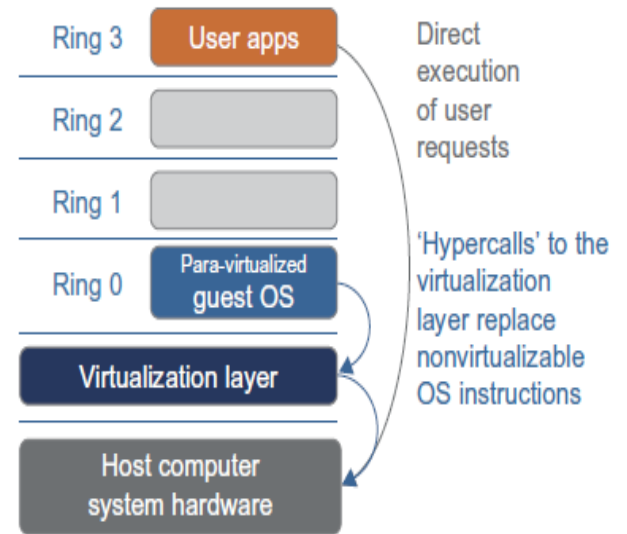 Ring 3
User apps
Direct
execution
of user
requests
Ring 2
Ring 1
Ring 0
Para-virtualized
guest OS
'Hypercalls' to the
virtualization
layer replace
nonvirtualizable
OS instructions
Virtualization layer
Host computer
system hardware